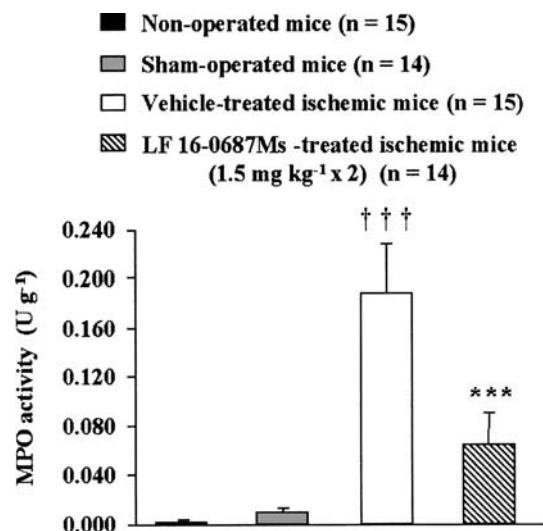 Non-operated mice (n = 15)
Sham-operated mice (n = 14)
Vehicle-treated ischemic mice (n = 15)
LF 16-0687Ms -treated ischemic mice
(1.5 mg kg⁻¹ x 2) (n = 14)
† † †
0.240
0.200
0.160
0.080
0.040
0.000
MPO activity (U g⁻¹)
***